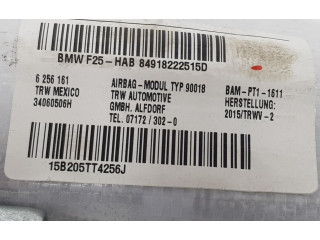 BMW F25-HAB 84918222515D
6 256 161 AIRBAG-MODUL TYP 90018 BAM-PT1-1611
TRW MEXICO TRW AUTOMOTIVE HERSTELLUNG:
34060506H GMBH. ALFDORF 2015/TRWV-2
TEL. 07172 / 302-0
15B205TT4256J